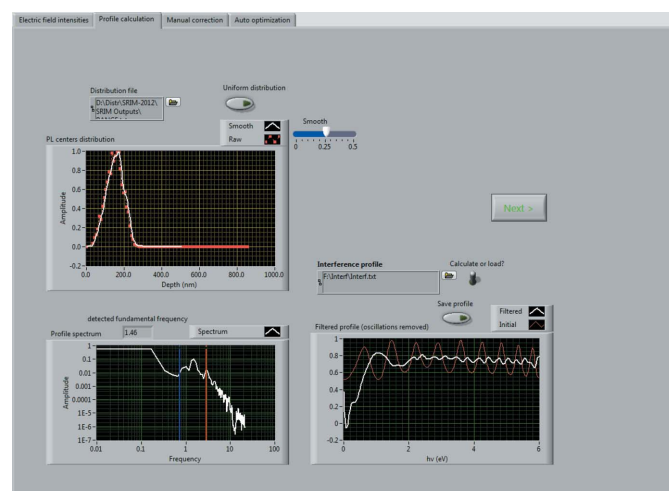 Electric field intensities Profile calculation Manual correction Auto optimization
Distribution file
D:\Distr\SRIM-2012\
SRIM Outputs\
Uniform distribution
Smooth
Raw
Smooth
0 0.25 0.5
PL centers distribution
1.0
0.8
0.6
0.4
0.2
0.0
-0.2
Amplitude
0.0 200.0 400.0 600.0 800.0 1000.0
Depth (nm)
Next >
Interference profile
F:\Interf\Interf.txt
Calculate or load?
Save profile
detected fundamental frequency
Profile spectrum 1.46 Spectrum
1
0.1
0.01
0.001
0.0001
1E-5
1E-6
1E-7
Amplitude
0.01 0.1 1 10 100
Frequency
Filtered
Initial
Filtered profile (oscillations removed)
1
0.8
0.6
0.4
0.2
0
-0.2
0 2 4 6
hv (eV)